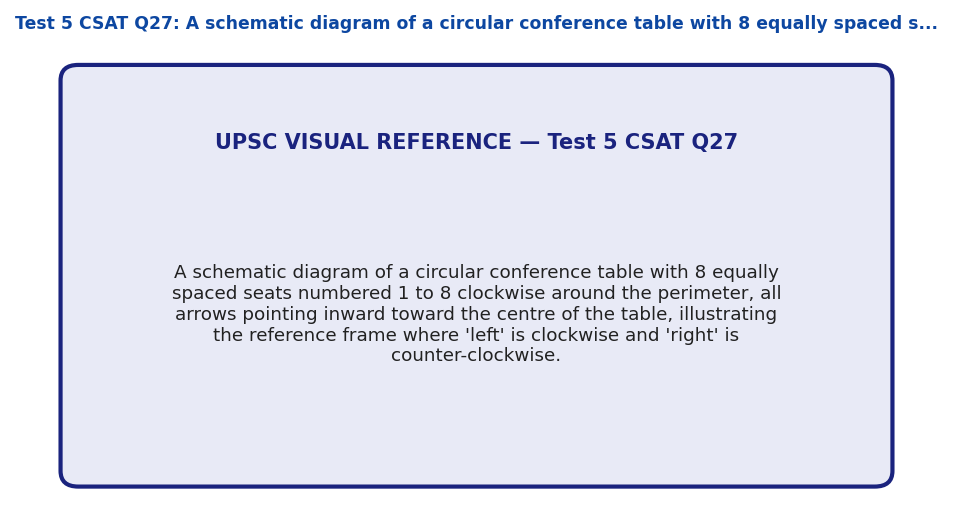 Test 5 CSAT Q27: A schematic diagram of a circular conference table with 8 equally spaced s...
UPSC VISUAL REFERENCE — Test 5 CSAT Q27
A schematic diagram of a circular conference table with 8 equally
spaced seats numbered 1 to 8 clockwise around the perimeter, all
arrows pointing inward toward the centre of the table, illustrating
the reference frame where 'left' is clockwise and 'right' is
counter-clockwise.